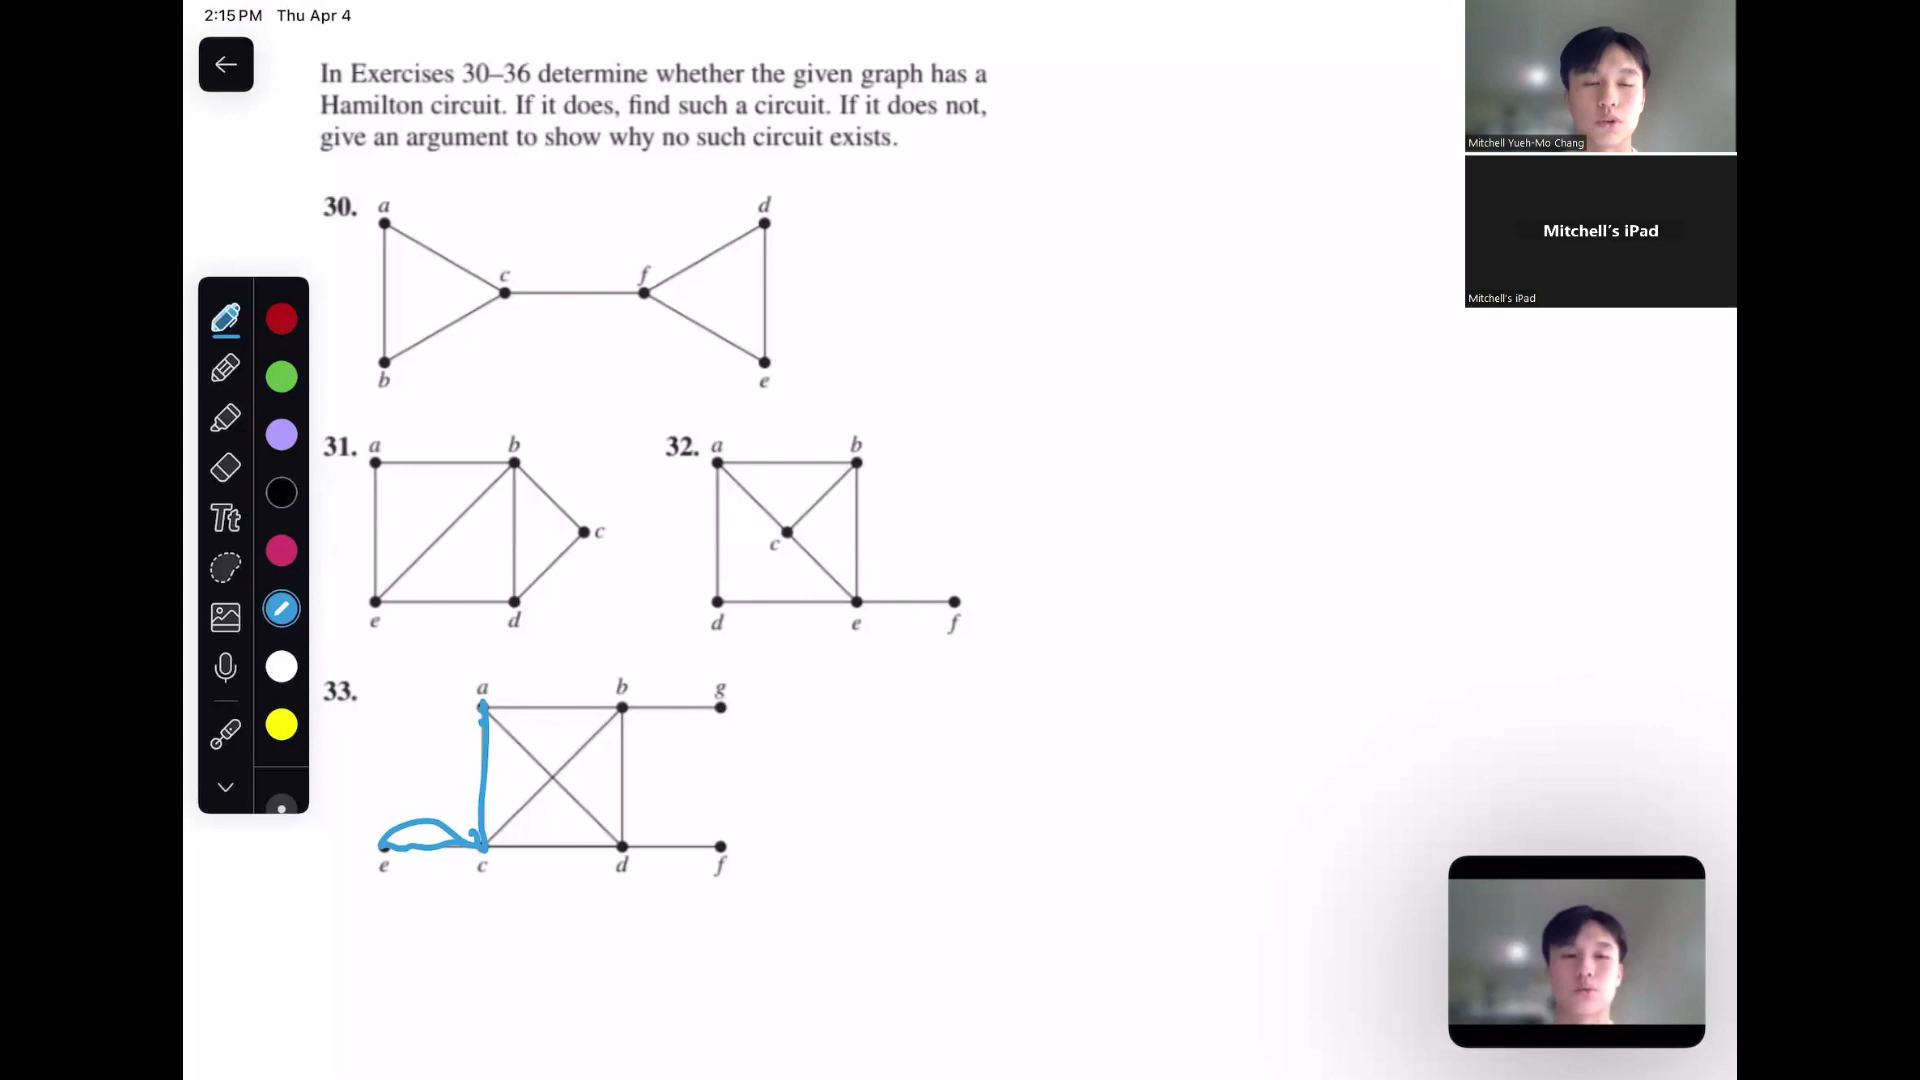 2:15 PM Thu Apr 4
In Exercises 30–36 determine whether the given graph has a
Hamilton circuit. If it does, find such a circuit. If it does not,
give an argument to show why no such circuit exists.
30. a d
c f
b e
31. a b
c
e d
32. a b
c
d e f
33. a b g
e c d f
Tt
Mitchell Yueh-Mo Chang
Mitchell's iPad
Mitchell's iPad